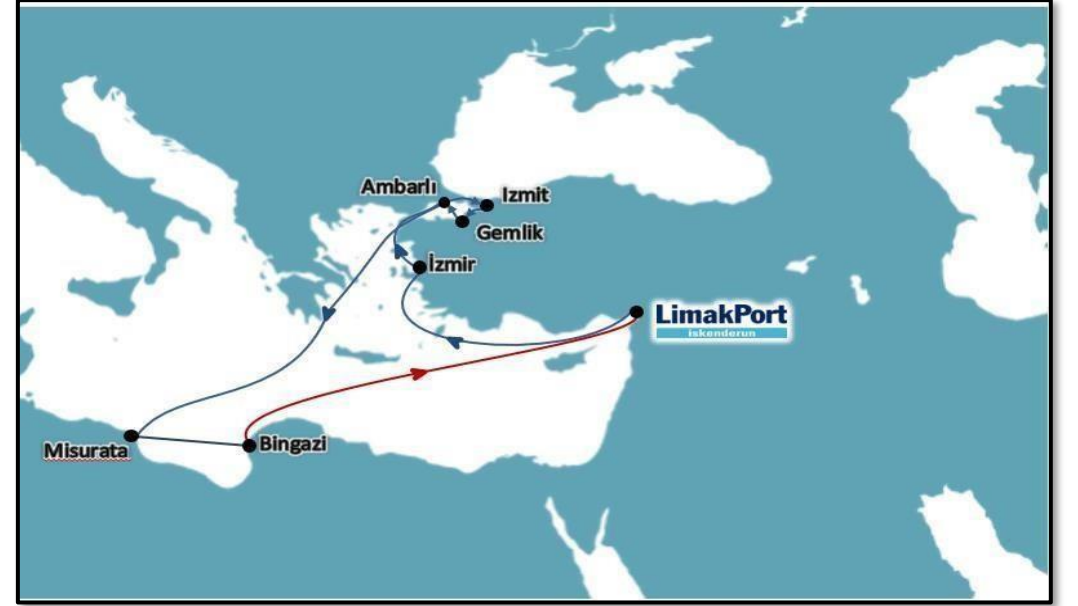 Ambarlı
Izmit
Gemlik
İzmir
LimakPort
iskenderun
Misurata
Bingazi